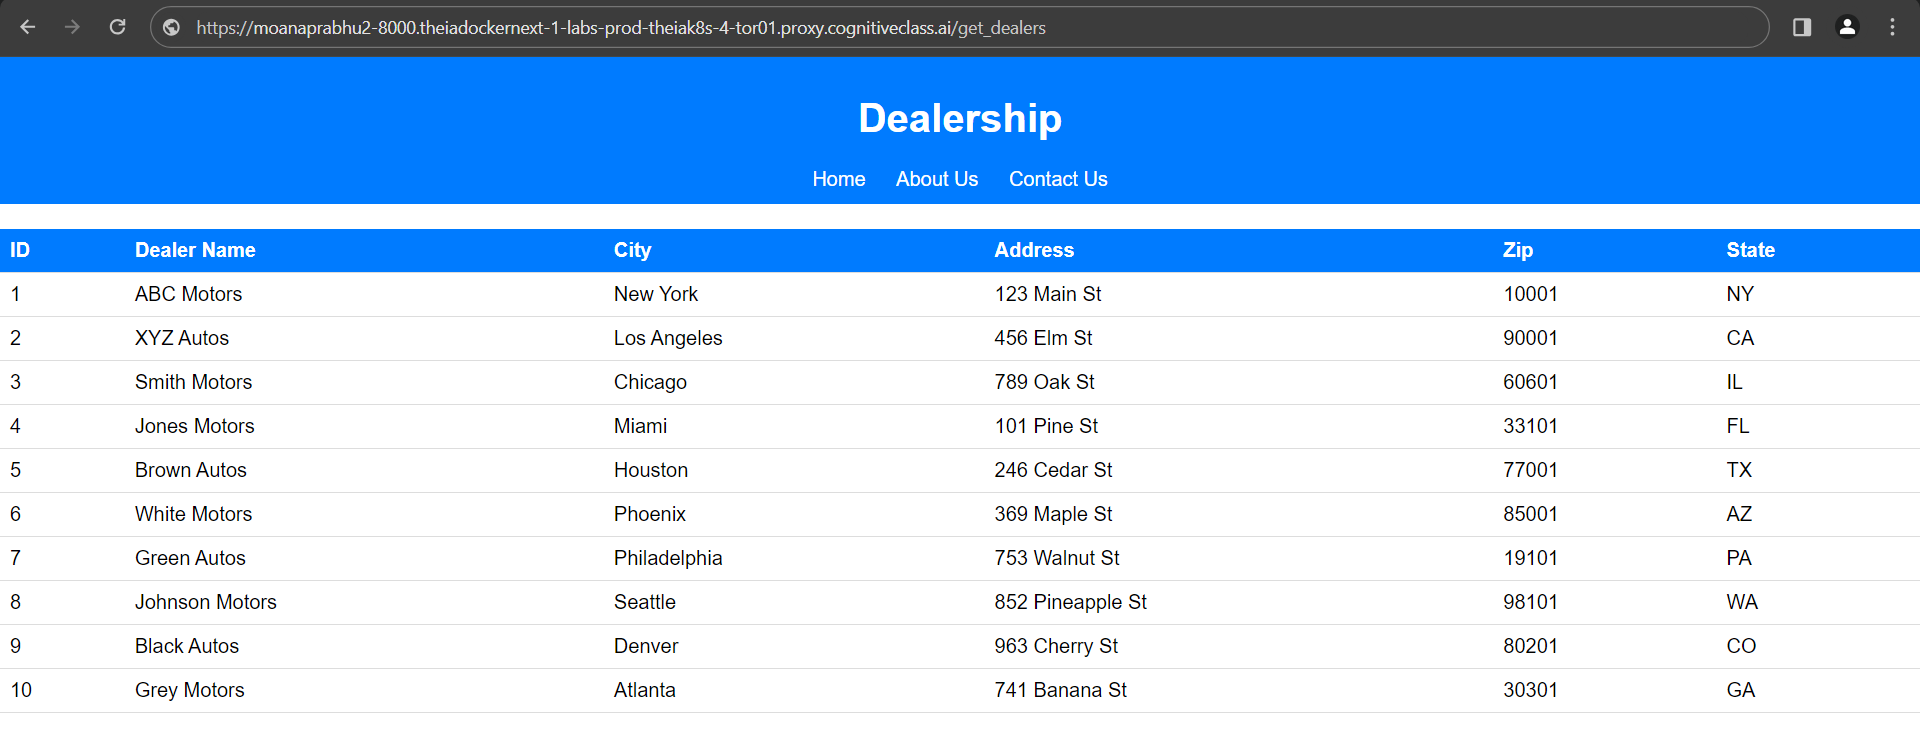 https://moanaprabhu2-8000.theiadockernext-1-labs-prod-theiak8s-4-tor01.proxy.cognitiveclass.ai/get_dealers
Dealership
Home About Us Contact Us
ID Dealer Name City Address Zip State
1 ABC Motors New York 123 Main St 10001 NY
2 XYZ Autos Los Angeles 456 Elm St 90001 CA
3 Smith Motors Chicago 789 Oak St 60601 IL
4 Jones Motors Miami 101 Pine St 33101 FL
5 Brown Autos Houston 246 Cedar St 77001 TX
6 White Motors Phoenix 369 Maple St 85001 AZ
7 Green Autos Philadelphia 753 Walnut St 19101 PA
8 Johnson Motors Seattle 852 Pineapple St 98101 WA
9 Black Autos Denver 963 Cherry St 80201 CO
10 Grey Motors Atlanta 741 Banana St 30301 GA